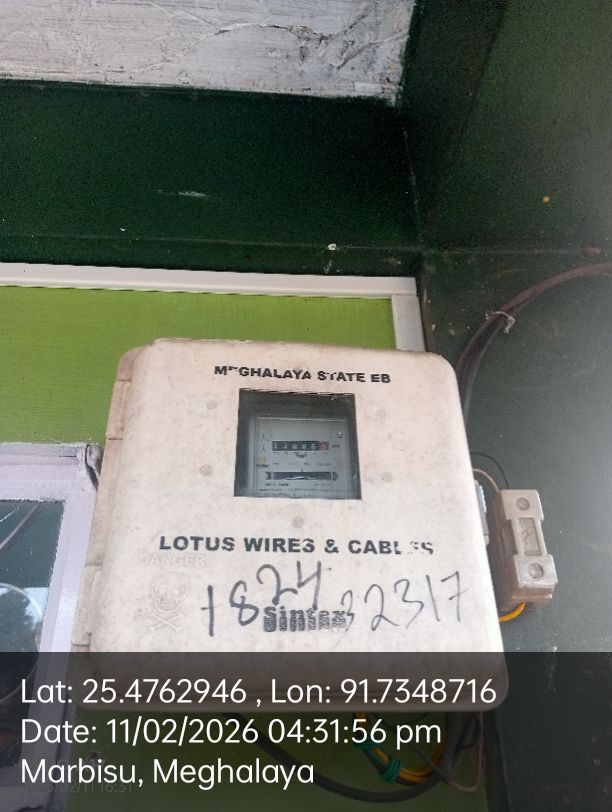 MEGHALAYA STATE EB
LOTUS WIRES & CABLES
DANGER
1824
Sintex
32317
Lat: 25.4762946 , Lon: 91.7348716
Date: 11/02/2026 04:31:56 pm
Marbisu, Meghalaya